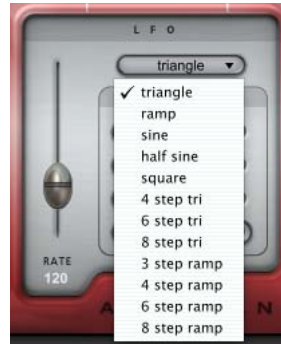 LFO
triangle
✓ triangle
ramp
sine
half sine
square
4 step tri
6 step tri
8 step tri
3 step ramp
4 step ramp
6 step ramp
8 step ramp
RATE
120
A
N